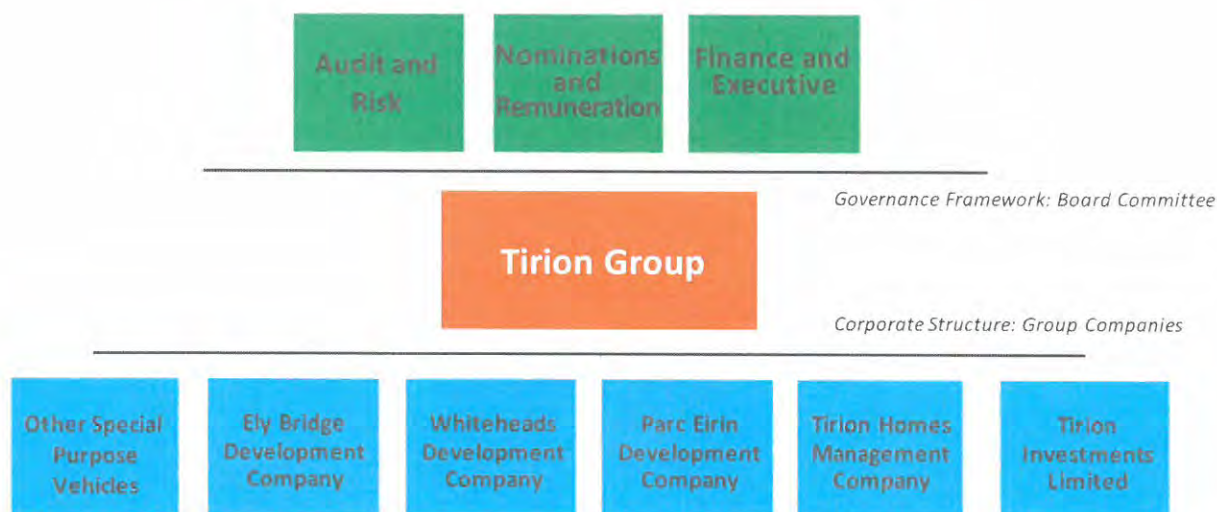 Audit and
Risk
Nominations
and
Remuneration
Finance and
Executive
Governance Framework: Board Committee
Tirion Group
Corporate Structure: Group Companies
Other Special
Purpose
Vehicles
Ely Bridge
Development
Company
Whiteheads
Development
Company
Parc Eirin
Development
Company
Tirion Homes
Management
Company
Tirion
Investments
Limited